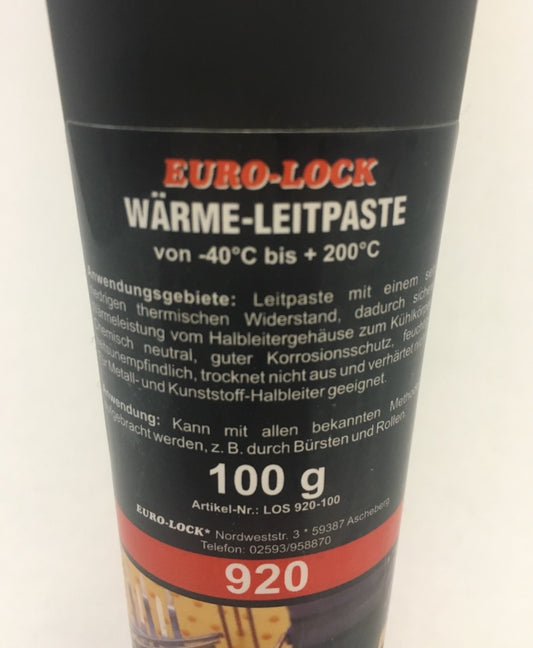 EURO-LOCK
WÄRME-LEITPASTE
von -40°C bis + 200°C
Anwendungsgebiete: Leitpaste mit einem
thermischen Widerstand, dadurch
vom Halbleitergehäuse zum
neutral, guter Korrosionsschutz,
trocknet nicht aus und verhärtet
Metall- und Kunststoff-Halbleiter geeignet.
Anwendung: Kann mit allen bekannten
aufgebracht werden, z. B. durch Bürsten und Rollen.
100 g
Artikel-Nr.: LOS 920-100
EURO-LOCK* Nordweststr. 3 * 59387 Ascheberg
Telefon: 02593/958870
920